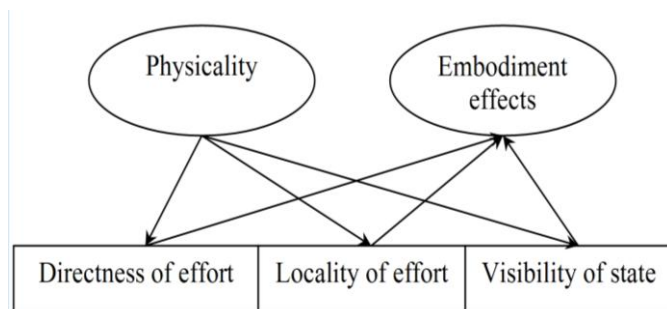 Physicality
Embodiment
effects
Directness of effort
Locality of effort
Visibility of state